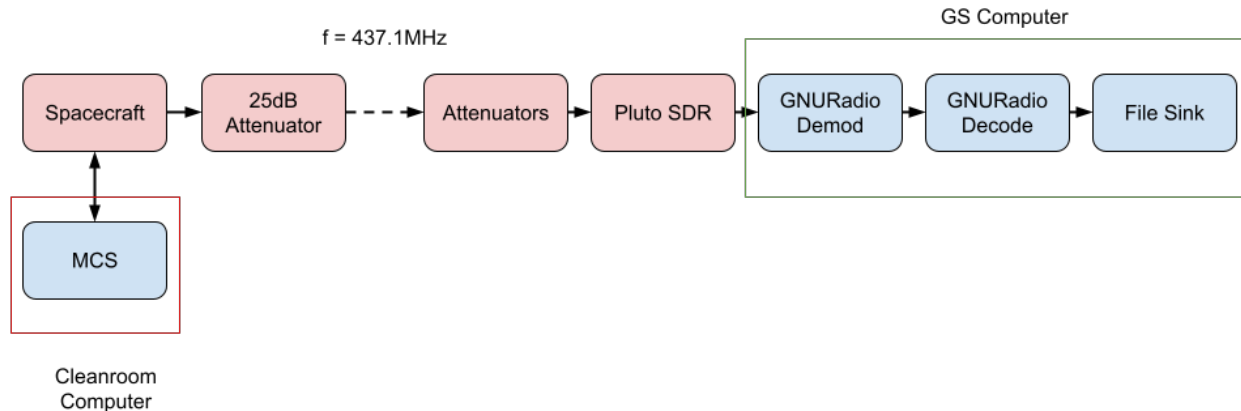 GS Computer
f = 437.1MHz
Spacecraft
25dB
Attenuator
Attenuators
Pluto SDR
GNURadio
Demod
GNURadio
Decode
File Sink
MCS
Cleanroom
Computer